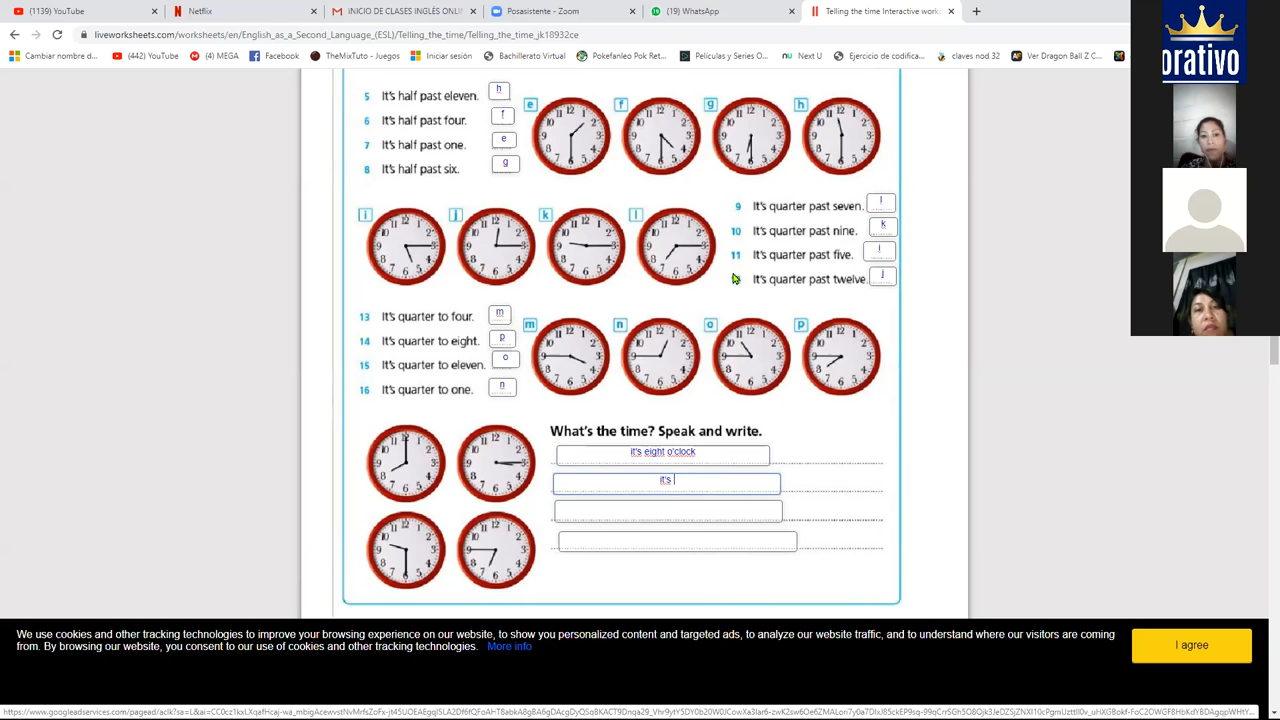 (1139) YouTube
Netflix
INICIO DE CLASES INGLÉS ONLI
Posasistente - Zoom
(19) WhatsApp
Telling the time Interactive work
liveworksheets.com/worksheets/en/English_as_a_Second_Language_(ESL)/Telling_the_time/Telling_the_time_jk18932ce
Cambiar nombre d...
(442) YouTube
(4) MEGA
Facebook
TheMixTuto - Juegos
Iniciar sesión
Bachillerato Virtual
Pokefanleo Pok Ret...
Películas y Series O...
Next U
Ejercicio de codifica...
claves nod 32
Ver Dragon Ball Z C...
orativo
5 It's half past eleven. h
6 It's half past four. f
7 It's half past one. e
8 It's half past six. g
e f g h
i j k l
9 It's quarter past seven. l
10 It's quarter past nine. k
11 It's quarter past five. i
It's quarter past twelve. j
13 It's quarter to four. m
14 It's quarter to eight. p
15 It's quarter to eleven. o
16 It's quarter to one. n
m n o p
What's the time? Speak and write.
it's eight o'clock
it's
We use cookies and other tracking technologies to improve your browsing experience on our website, to show you personalized content and targeted ads, to analyze our website traffic, and to understand where our visitors are coming
from. By browsing our website, you consent to our use of cookies and other tracking technologies. More info
I agree